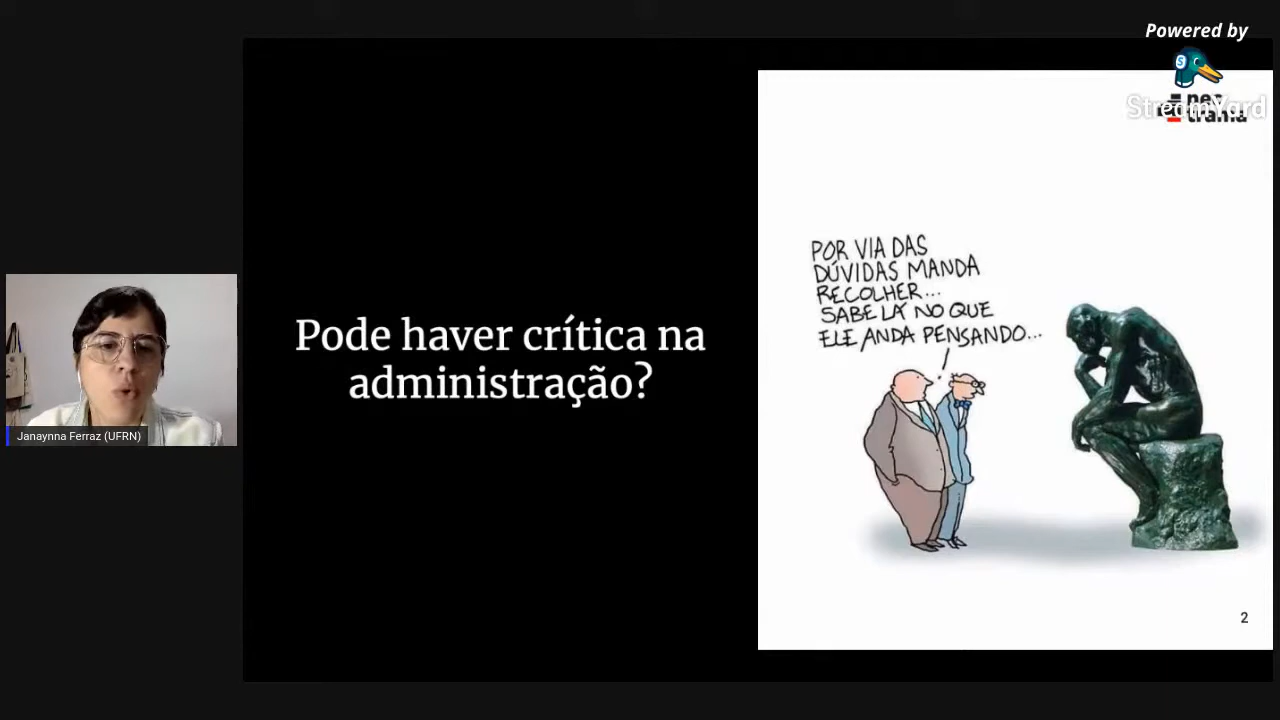 Powered by
StreamYard
POR VIA DAS
DÚVIDAS MANDA
RECOLHER...
SABE LÁ NO QUE
ELE ANDA PENSANDO...
Pode haver crítica na
administração?
Janaynna Ferraz (UFRN)
2